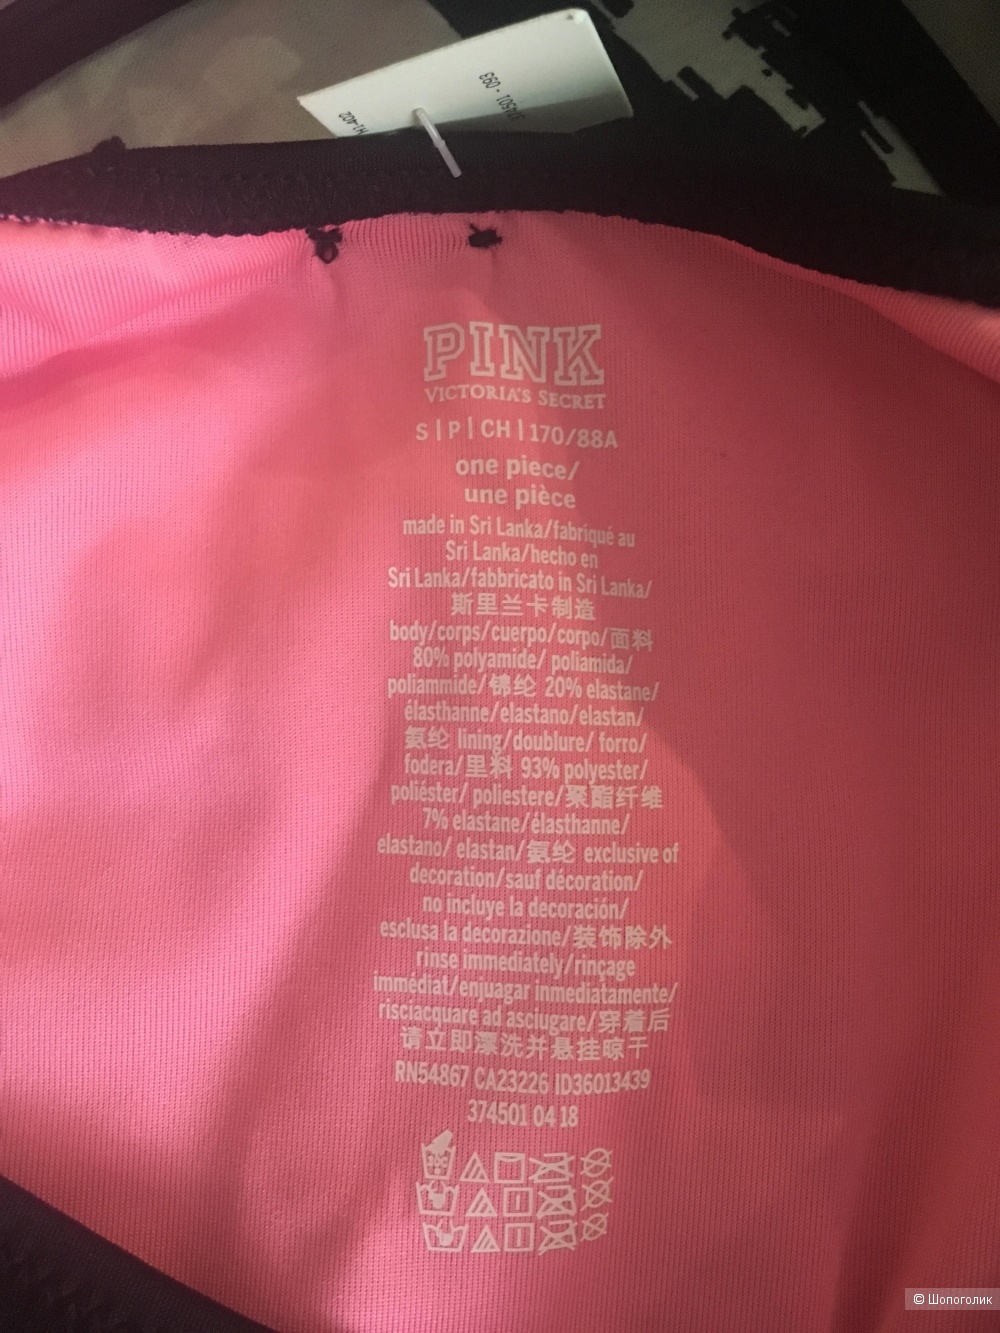 PINK
VICTORIA'S SECRET
S | P | CH | 170/88A
one piece/
une pièce
made in Sri Lanka/fabriqué au
Sri Lanka/hecho en
Sri Lanka/fabbricato in Sri Lanka/
斯里兰卡制造
body/corps/cuerpo/corpo/面料
80% polyamide/ poliamida/
poliammide/锦纶 20% elastane/
élasthanne/elastano/elastan/
氨纶 lining/doublure/ forro/
fodera/里料 93% polyester/
poliéster/ poliestere/聚酯纤维
7% elastane/élasthanne/
elastano/ elastan/氨纶 exclusive of
decoration/sauf décoration/
no incluye la decoración/
esclusa la decorazione/装饰除外
rinse immediately/rinçage
immédiat/enjuagar inmediatamente/
risciacquare ad asciugare/穿着后
请立即漂洗并悬挂晾干
RN54867 CA23226 ID36013439
374501 04 18
© Шопоголик